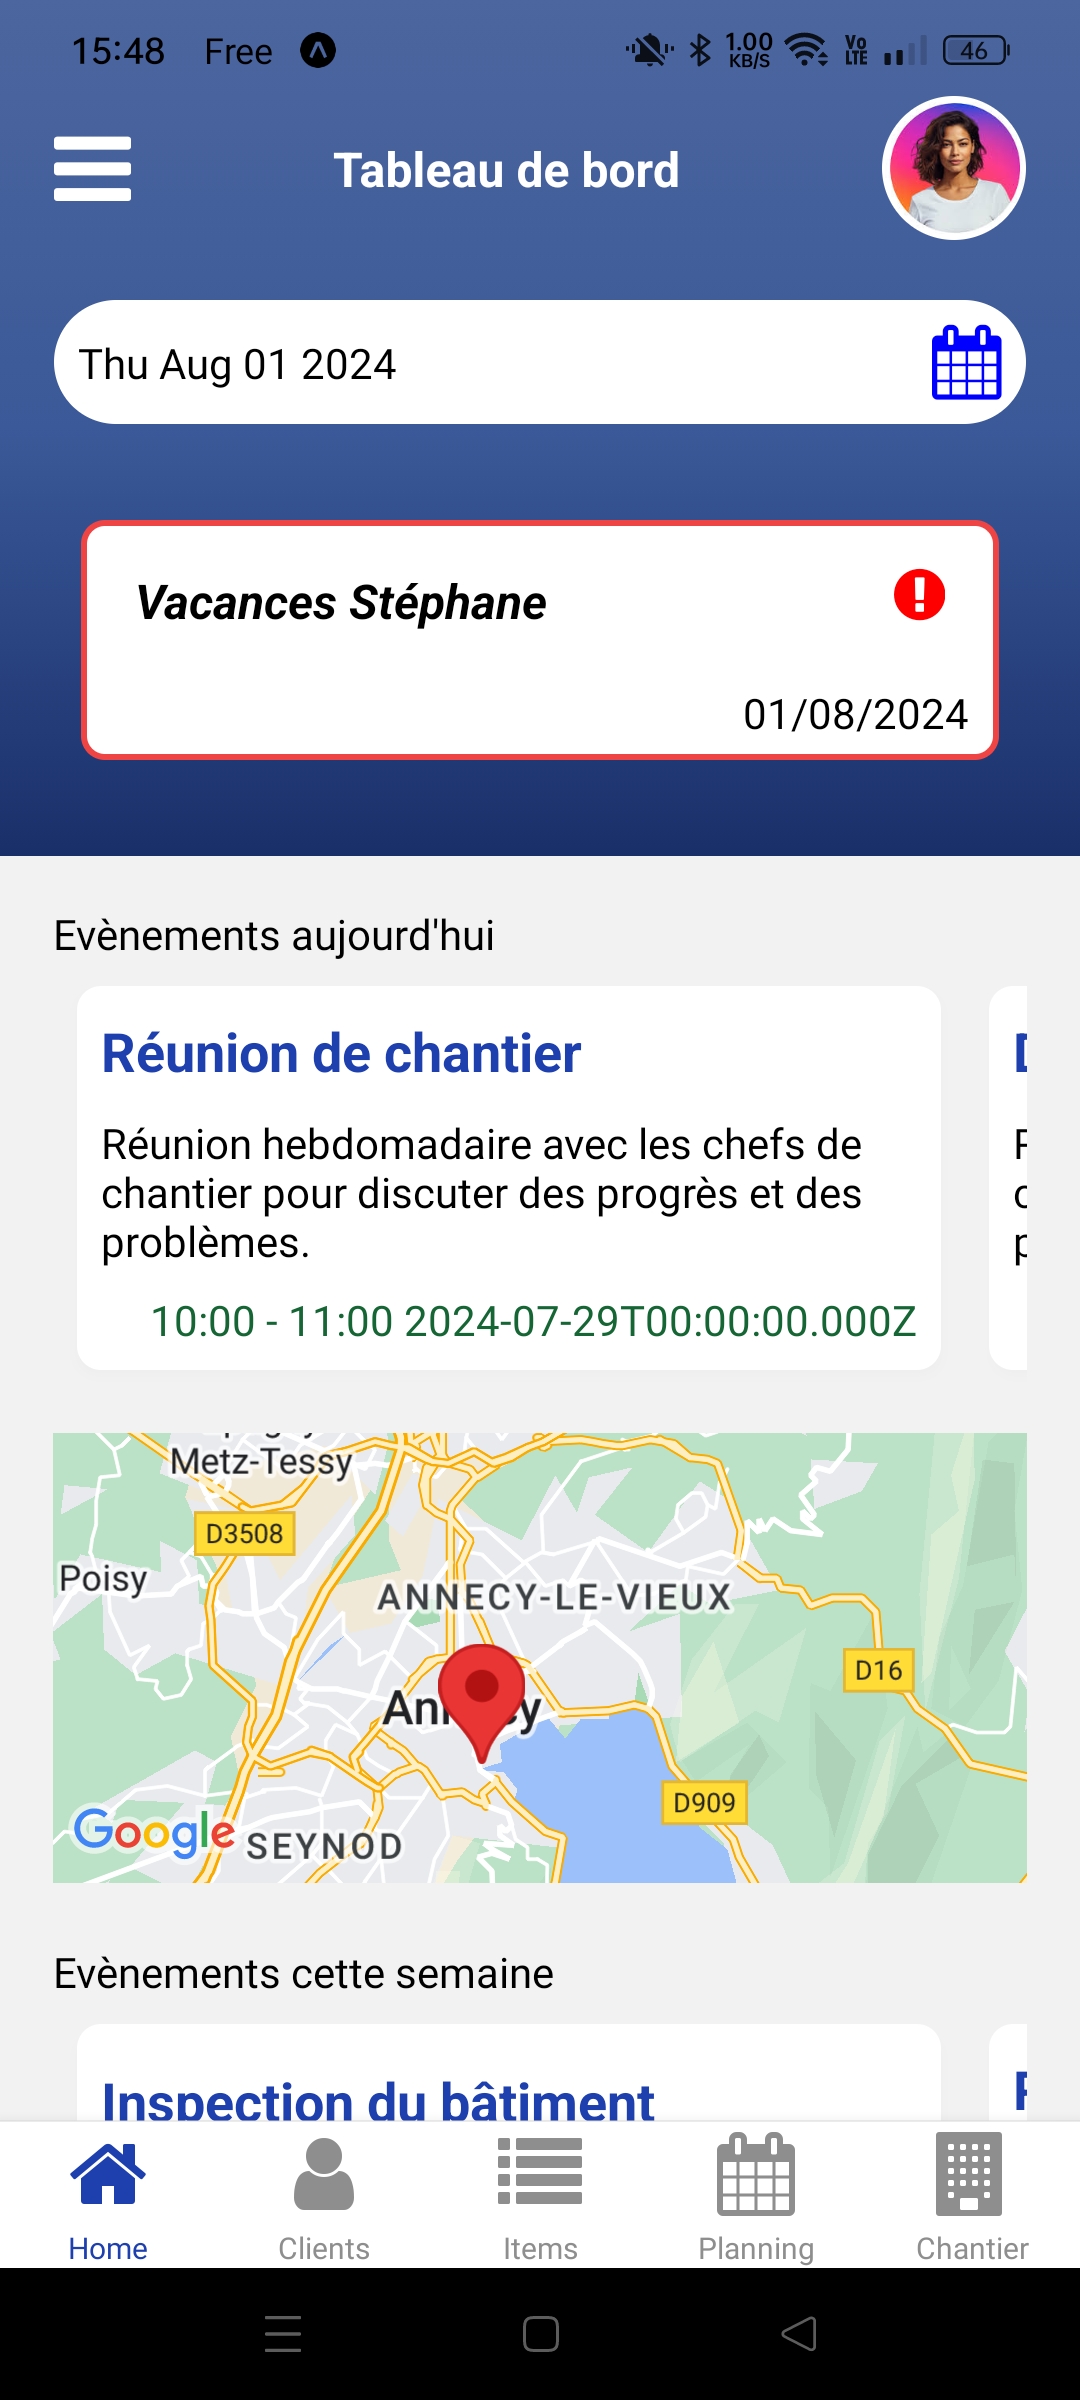 15:48 Free 1.00 KB/S Vo LTE 46
Tableau de bord
Thu Aug 01 2024
Vacances Stéphane
01/08/2024
Evènements aujourd'hui
Réunion de chantier
Réunion hebdomadaire avec les chefs de
chantier pour discuter des progrès et des
problèmes.
10:00 - 11:00 2024-07-29T00:00:00.000Z
Metz-Tessy
D3508
Poisy
ANNECY-LE-VIEUX
D16
D909
Google
SEYNOD
Evènements cette semaine
Inspection du bâtiment
Home Clients Items Planning Chantier